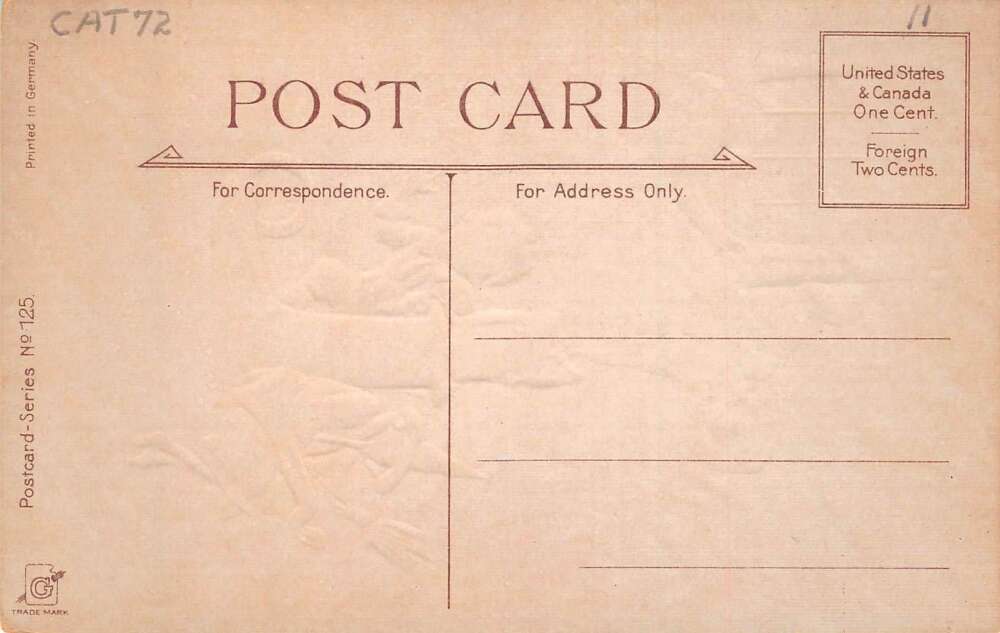 CAT 72
11
Printed in Germany
POST CARD
United States
& Canada
One Cent.
Foreign
Two Cents.
For Correspondence.
For Address Only.
Postcard-Series No 125.
G
TRADE MARK